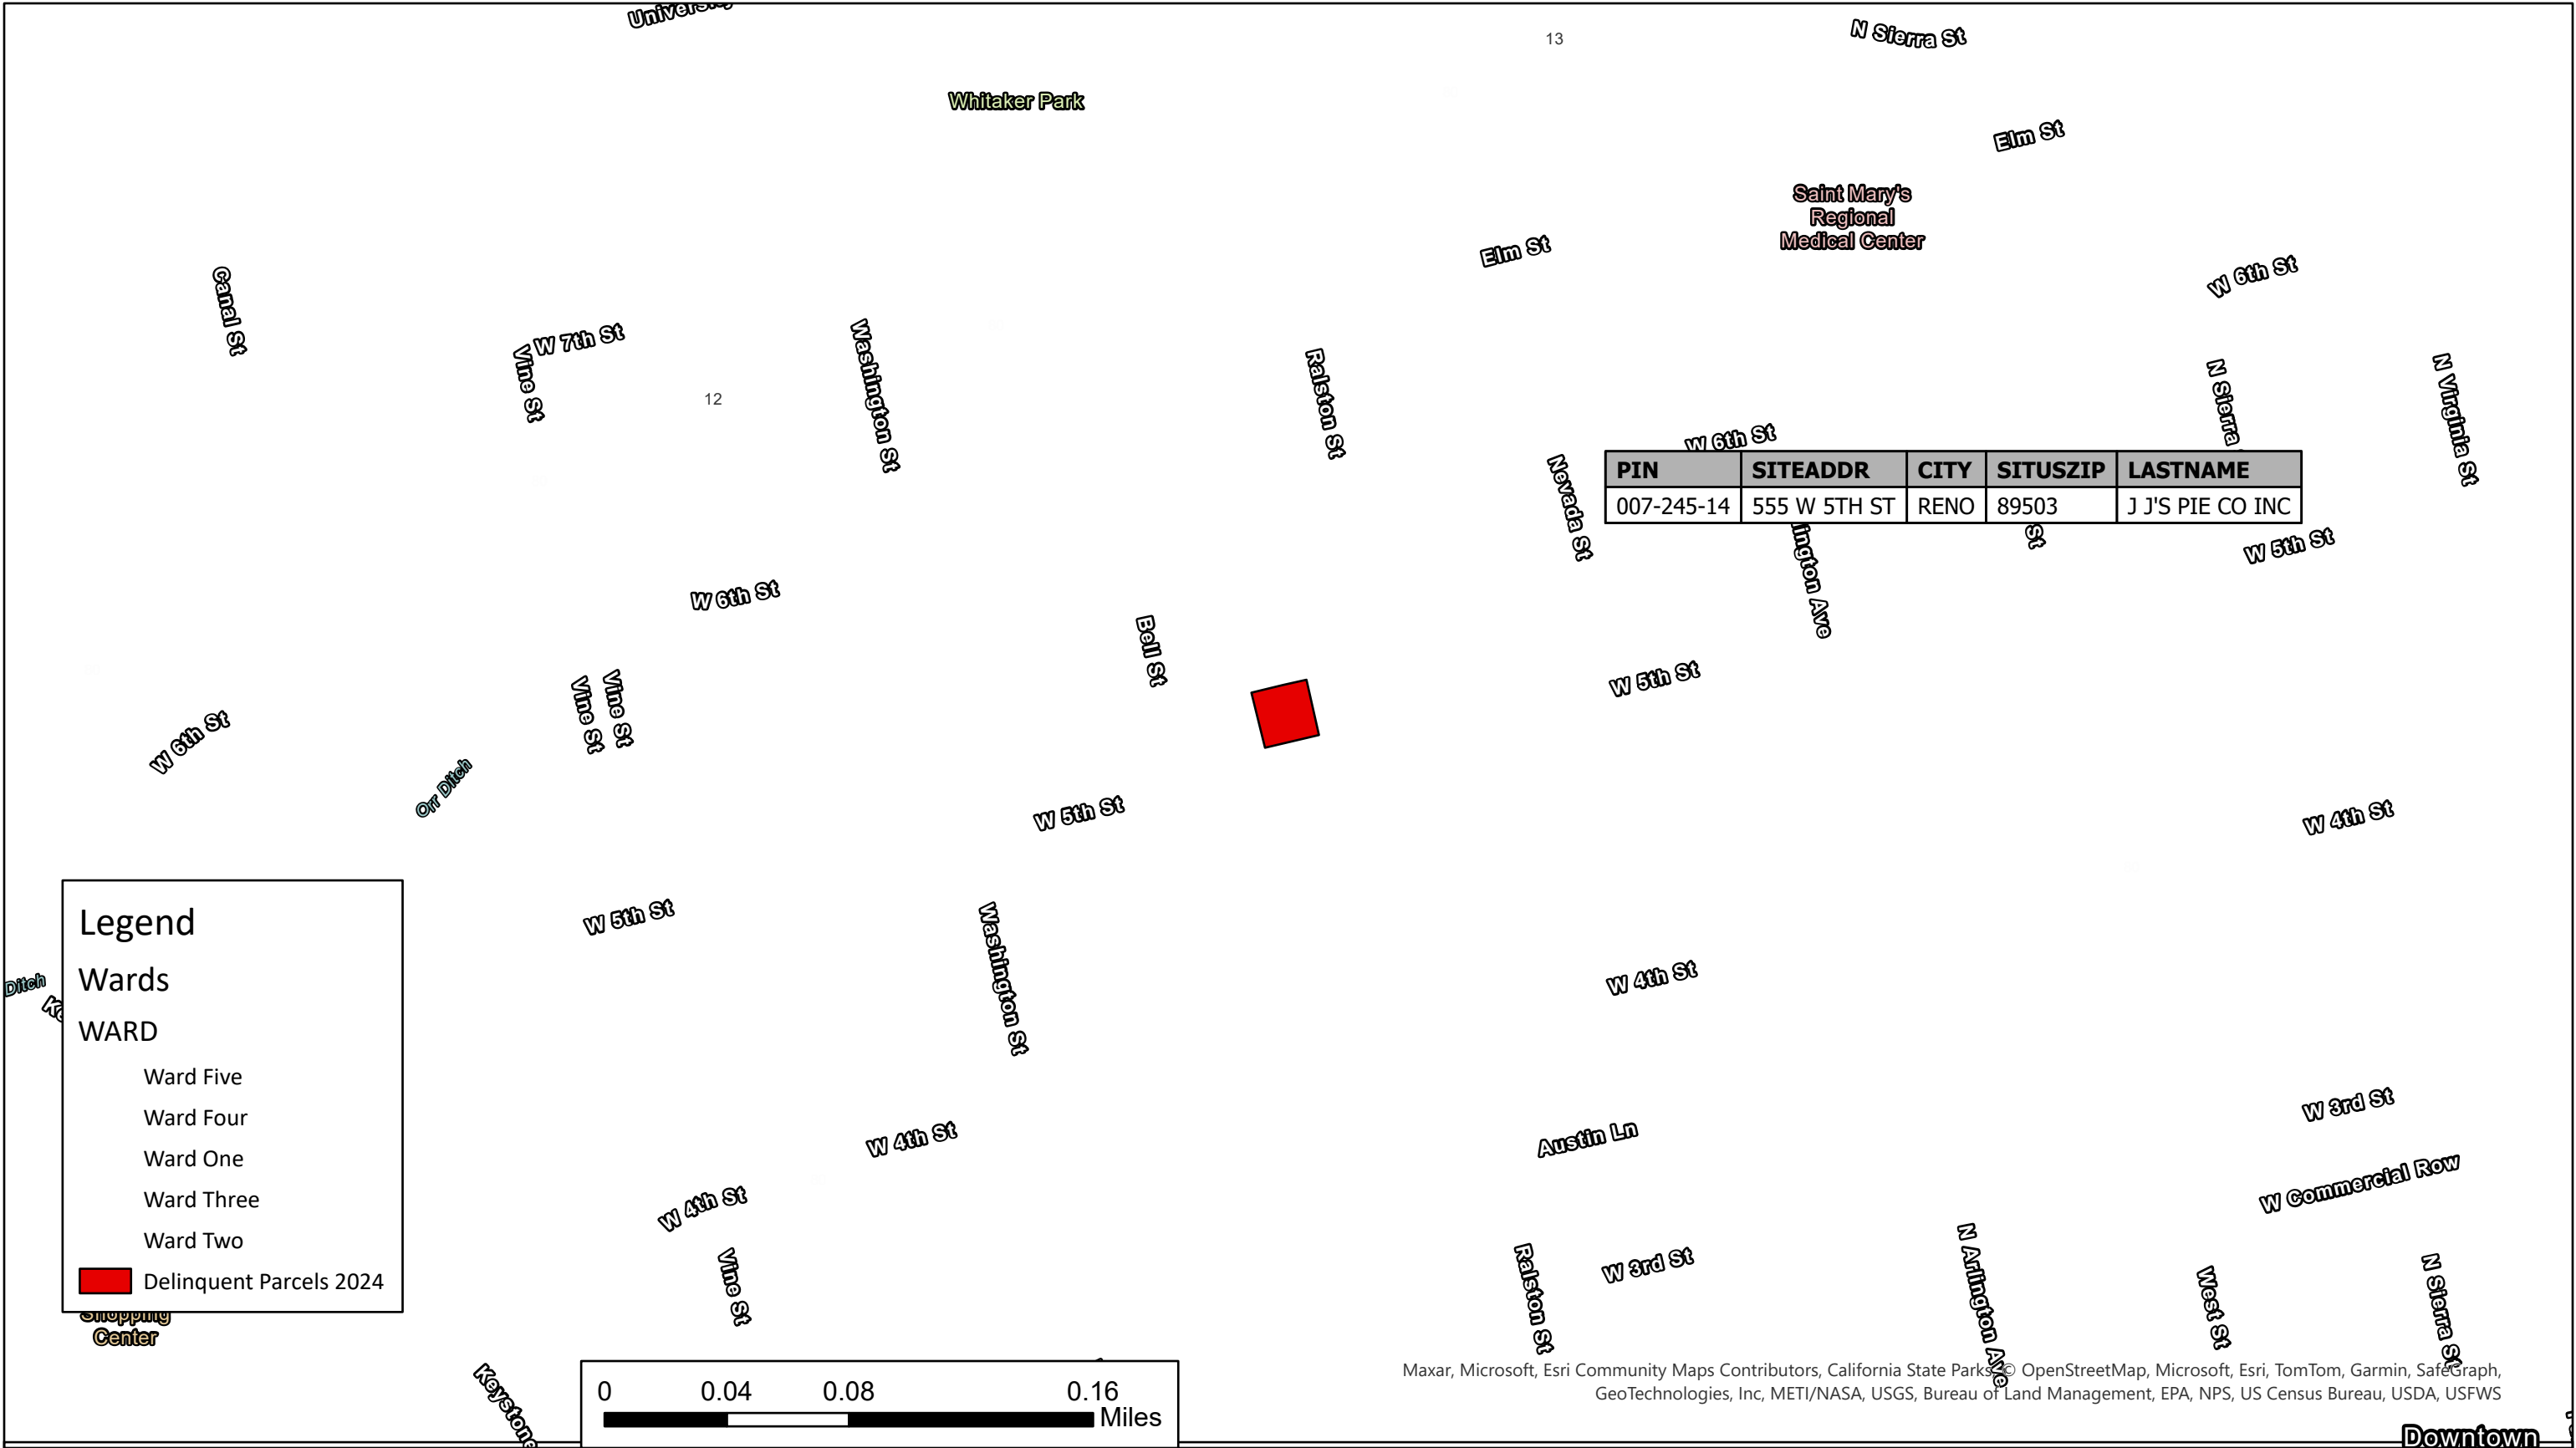 University
13
N Sierra St
Whitaker Park
Elm St
Saint Mary's
Regional
Medical Center
Elm St
W 6th St
Canal St
W 7th St
Vine St
Washington St
Ralston St
N Sierra
N Virginia St
12
W 6th St
Nevada St
PIN SITEADDR CITY SITUSZIP LASTNAME
007-245-14 555 W 5TH ST RENO 89503 J J'S PIE CO INC
lington Ave
St
W 5th St
W 6th St
Bell St
W 5th St
Vine St
Vine St
W 6th St
Orr Ditch
W 5th St
W 4th St
W 5th St
Washington St
W 4th St
Ditch
Legend
Wards
WARD
Ward Five
Ward Four
Ward One
Ward Three
Ward Two
Delinquent Parcels 2024
W 4th St
Austin Ln
W 3rd St
W Commercial Row
W 4th St
Vine St
Ralston St
W 3rd St
N Arlington Ave
West St
N Sierra St
Shopping
Center
Keystone
0 0.04 0.08 0.16
Miles
Maxar, Microsoft, Esri Community Maps Contributors, California State Parks, © OpenStreetMap, Microsoft, Esri, TomTom, Garmin, SafeGraph,
GeoTechnologies, Inc, METI/NASA, USGS, Bureau of Land Management, EPA, NPS, US Census Bureau, USDA, USFWS
Downtown